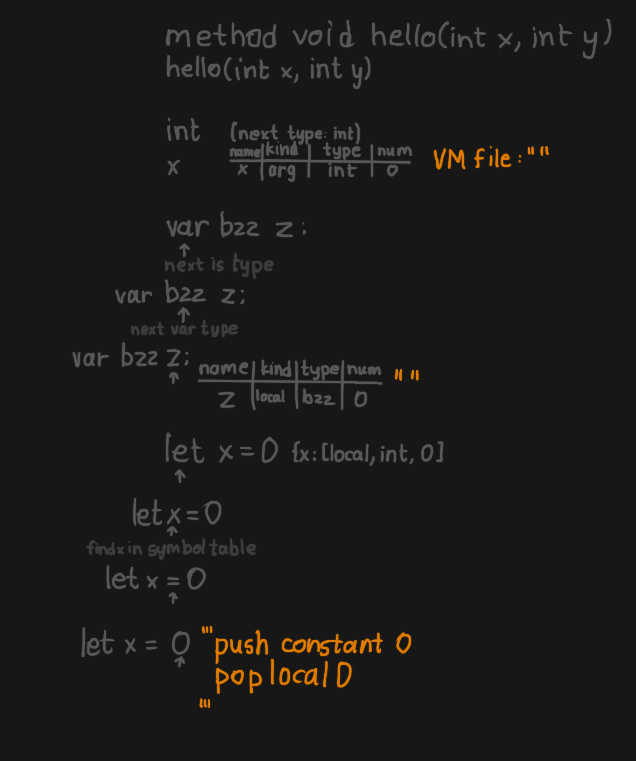 method void hello(int x, int y)
hello(int x, int y)
int (next type: int)
name kind type num
x x arg int 0 VM file: " "
var bzz z;
↑
next is type
var bzz z;
↑
next var type
var bzz z;
↑
name kind type num " "
z local bzz 0
let x = 0 {x: [local, int, 0]
↑
let x = 0
↑
find x in symbol table
let x = 0
↑
let x = 0 "'push constant 0
↑
pop local 0
"'